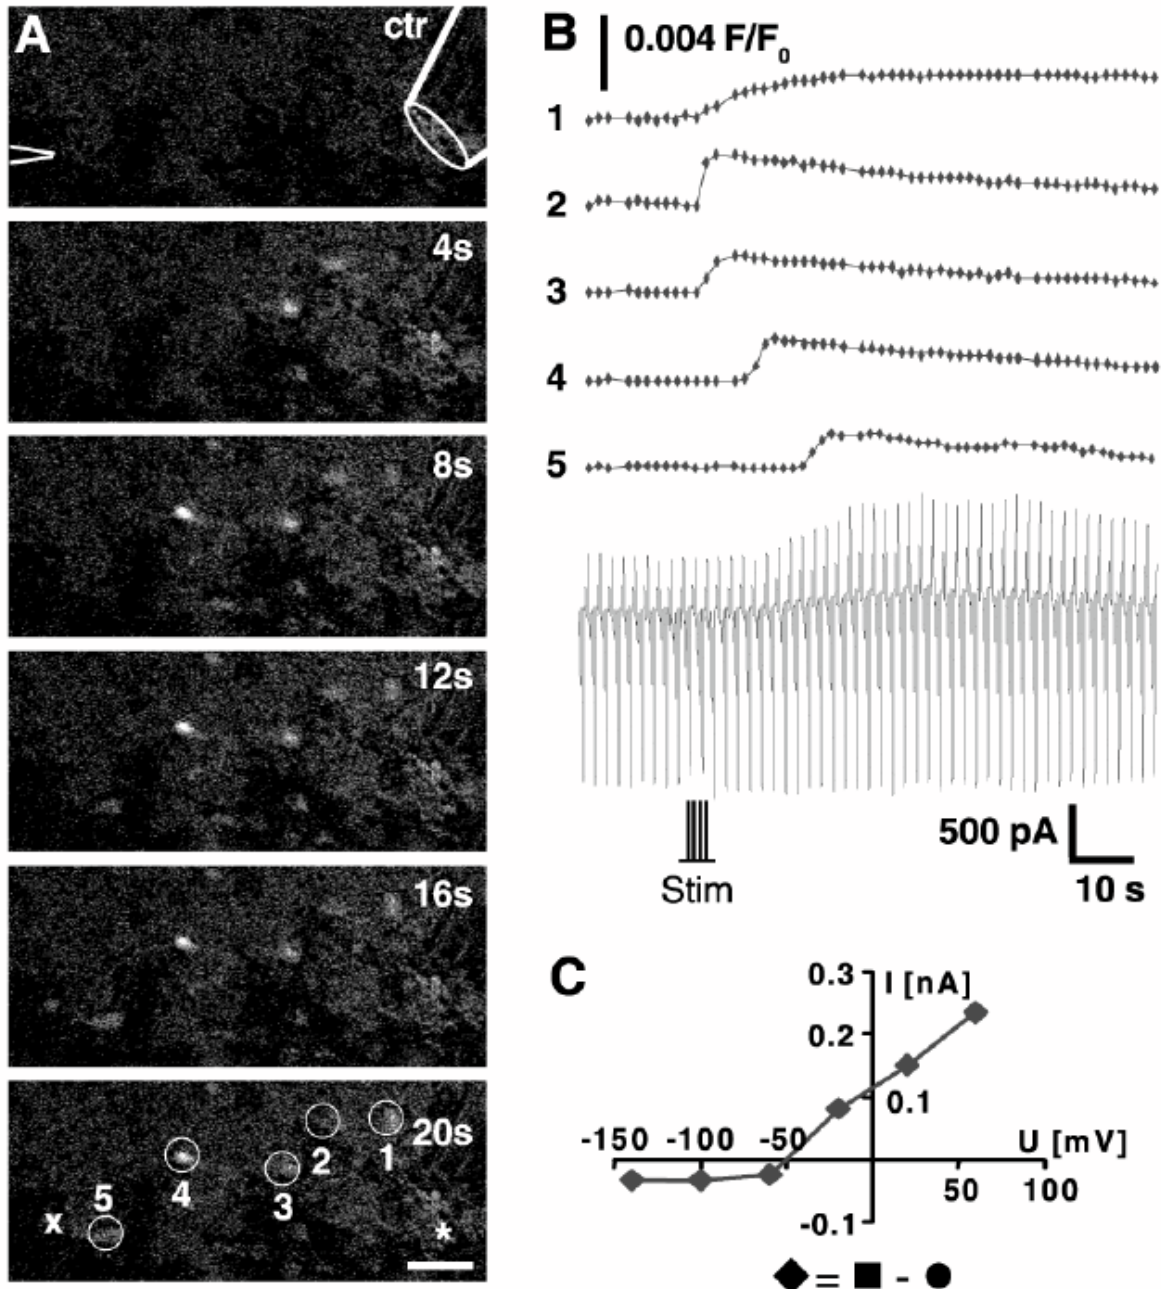 A
ctr
4s
8s
12s
16s
20s
1
2
3
4
5
x
*
B
0.004 F/F0
1
2
3
4
5
500 pA
10 s
Stim
C
0.3
I [nA]
0.2
0.1
-150 -100 -50
U [mV]
50 100
-0.1
= -